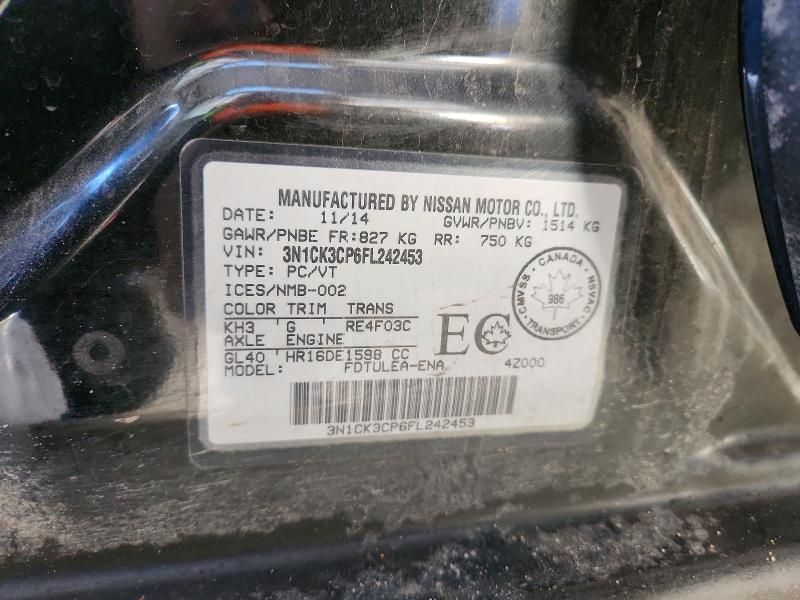 MANUFACTURED BY NISSAN MOTOR CO., LTD.
DATE: 11/14 GVWR/PNBV: 1514 KG
GAWR/PNBE FR:827 KG RR: 750 KG
VIN: 3N1CK3CP6FL242453
TYPE: PC/VT
ICES/NMB-002
COLOR TRIM TRANS
KH3 G RE4F03C
AXLE ENGINE
GL40 HR16DE1598 CC
MODEL: FDTULEA-ENA 4Z000
EC
CANADA
CMVSS 986 NSVAC
TRANSPORT
3N1CK3CP6FL242453